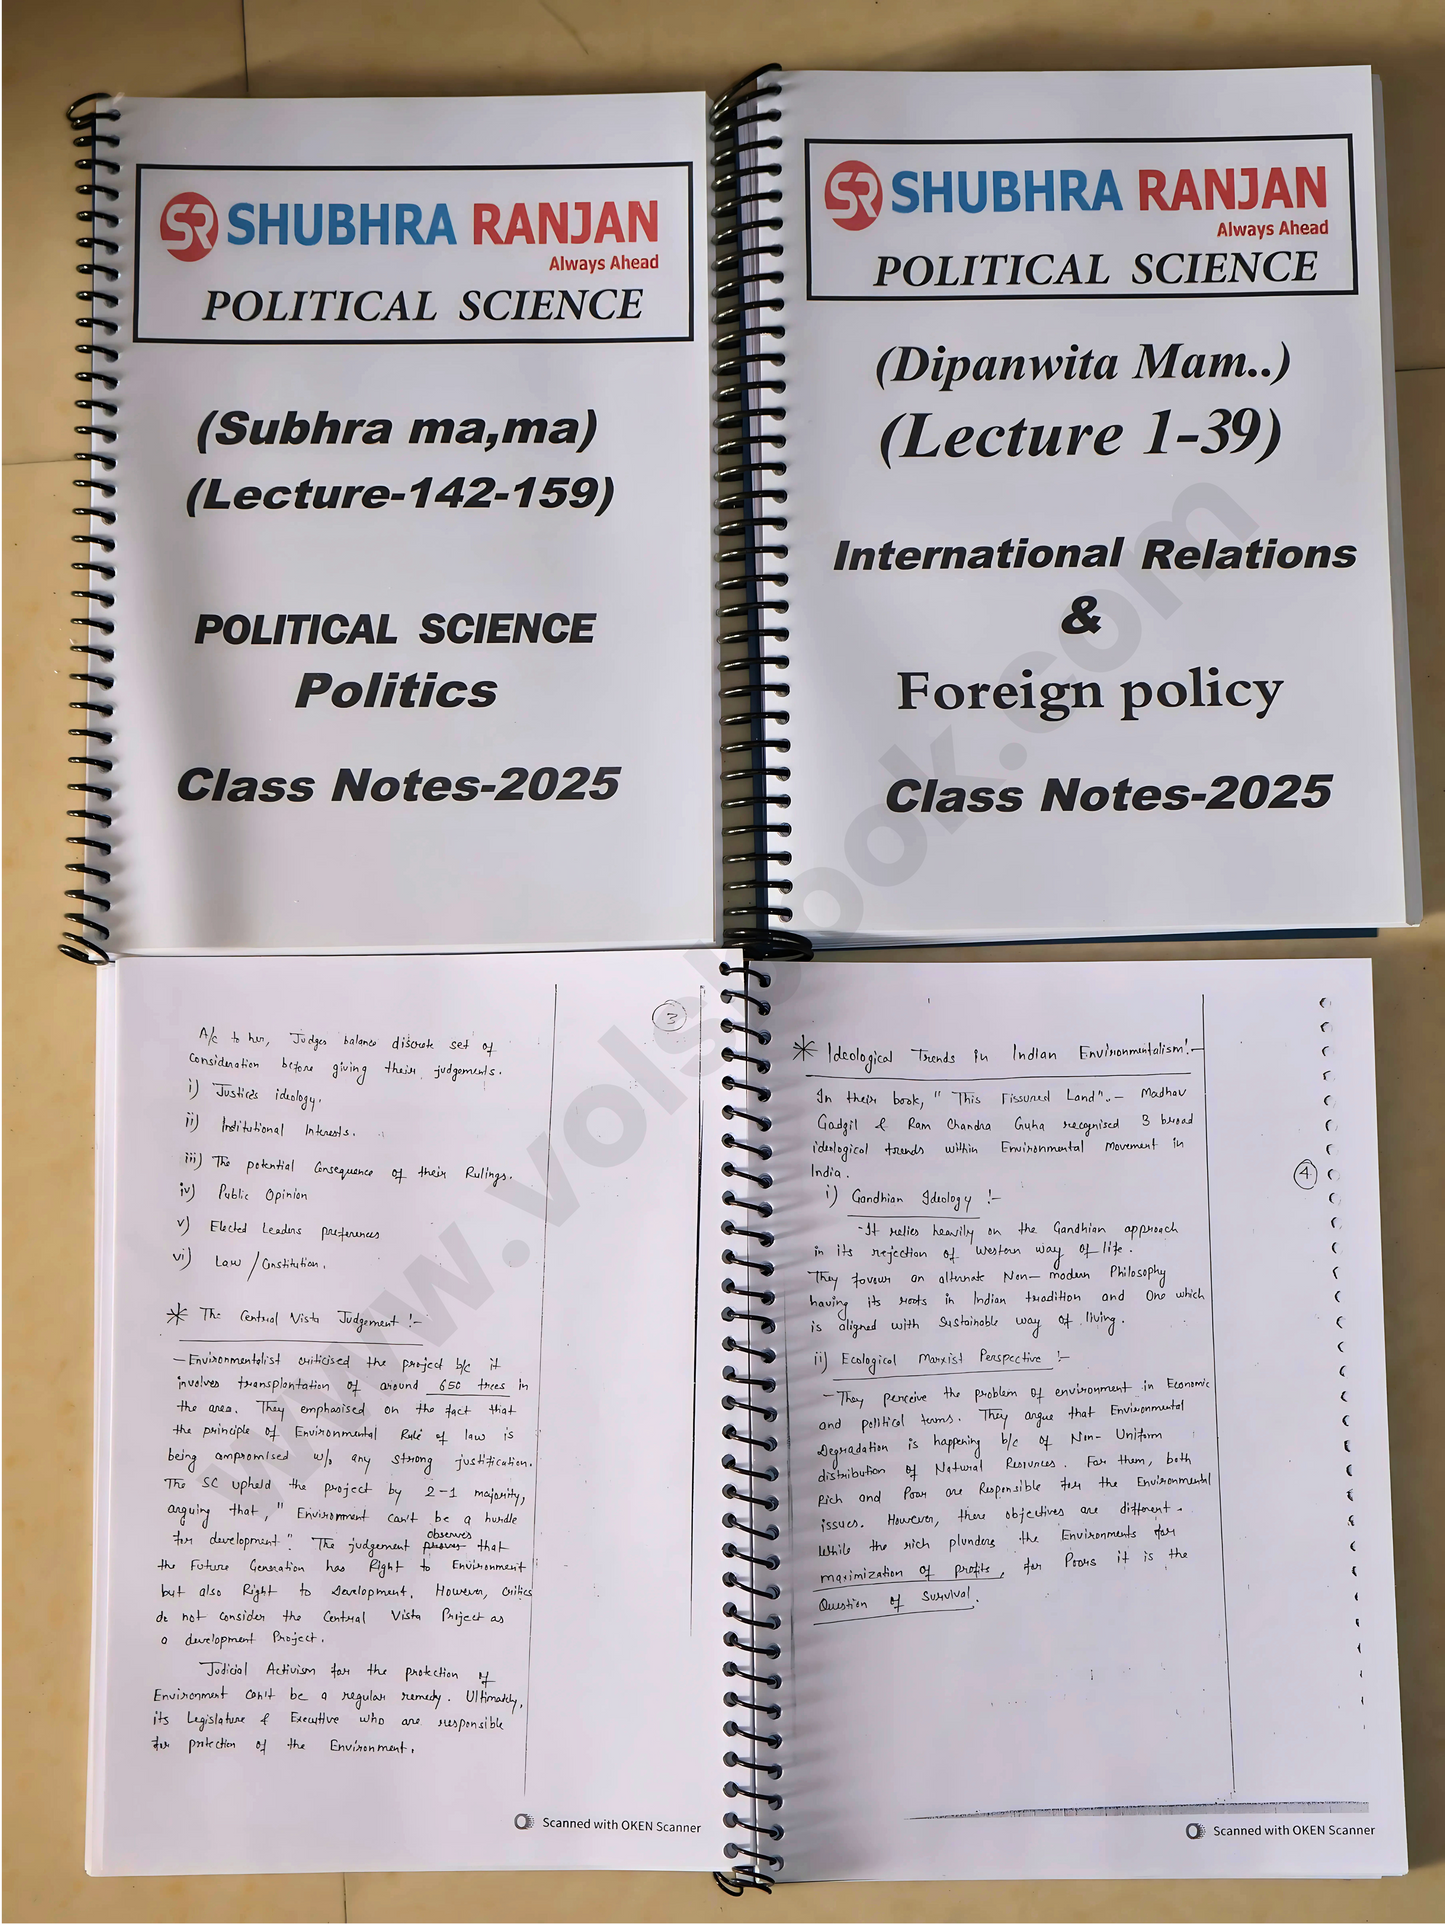 SR SHUBHRA RANJAN
Always Ahead
POLITICAL SCIENCE
(Subhra ma,ma)
(Lecture-142-159)
POLITICAL SCIENCE
Politics
Class Notes-2025
SR SHUBHRA RANJAN
Always Ahead
POLITICAL SCIENCE
(Dipanwita Mam..)
(Lecture 1-39)
International Relations
&
Foreign policy
Class Notes-2025
www.volsbook.com
3
A/c to her, Judges balance discrete set of
consideration before giving their judgements.
i) Justices ideology.
ii) Institutional Interests.
iii) The potential Consequence of their Rulings.
iv) Public Opinion
v) Elected Leaders preferences
vi) Law / Constitution.
* The Central Vista Judgement :-
- Environmentalist criticised the project b/c it
involves transplantation of around 650 trees in
the area. They emphasised on the fact that
the principle of Environmental Rule of law is
being compromised w/o any strong justification.
The SC upheld the project by 2-1 majority,
arguing that, "Environment can't be a hurdle
for development". The judgement observes that
the Future Generation has Right to Environment
but also Right to Development. However, critics
do not consider the Central Vista Project as
a development Project.
Judicial Activism for the protection of
Environment can't be a regular remedy. Ultimately,
its Legislature & Executive who are responsible
for protection of the Environment.
Scanned with OKEN Scanner
* Ideological Trends in Indian Environmentalism:-
In their book, "This Fissured Land". - Madhav
Gadgil & Ram Chandra Guha recognised 3 broad
ideological trends within Environmental Movement in
India.
4
i) Gandhian Ideology :-
- It relies heavily on the Gandhian approach
in its rejection of Western way of life.
They favour an alternate Non-modern Philosophy
having its roots in Indian tradition and One which
is aligned with Sustainable way of living.
ii) Ecological Marxist Perspective :-
- They perceive the problem of environment in Economic
and political terms. They argue that Environmental
Degradation is happening b/c of Non-Uniform
distribution of Natural Resources. For them, both
Rich and Poor are Responsible for the Environmental
issues. However, there objectives are different.
While the rich plunders the Environments for
maximization of profits, for Poors it is the
Question of Survival.
Scanned with OKEN Scanner